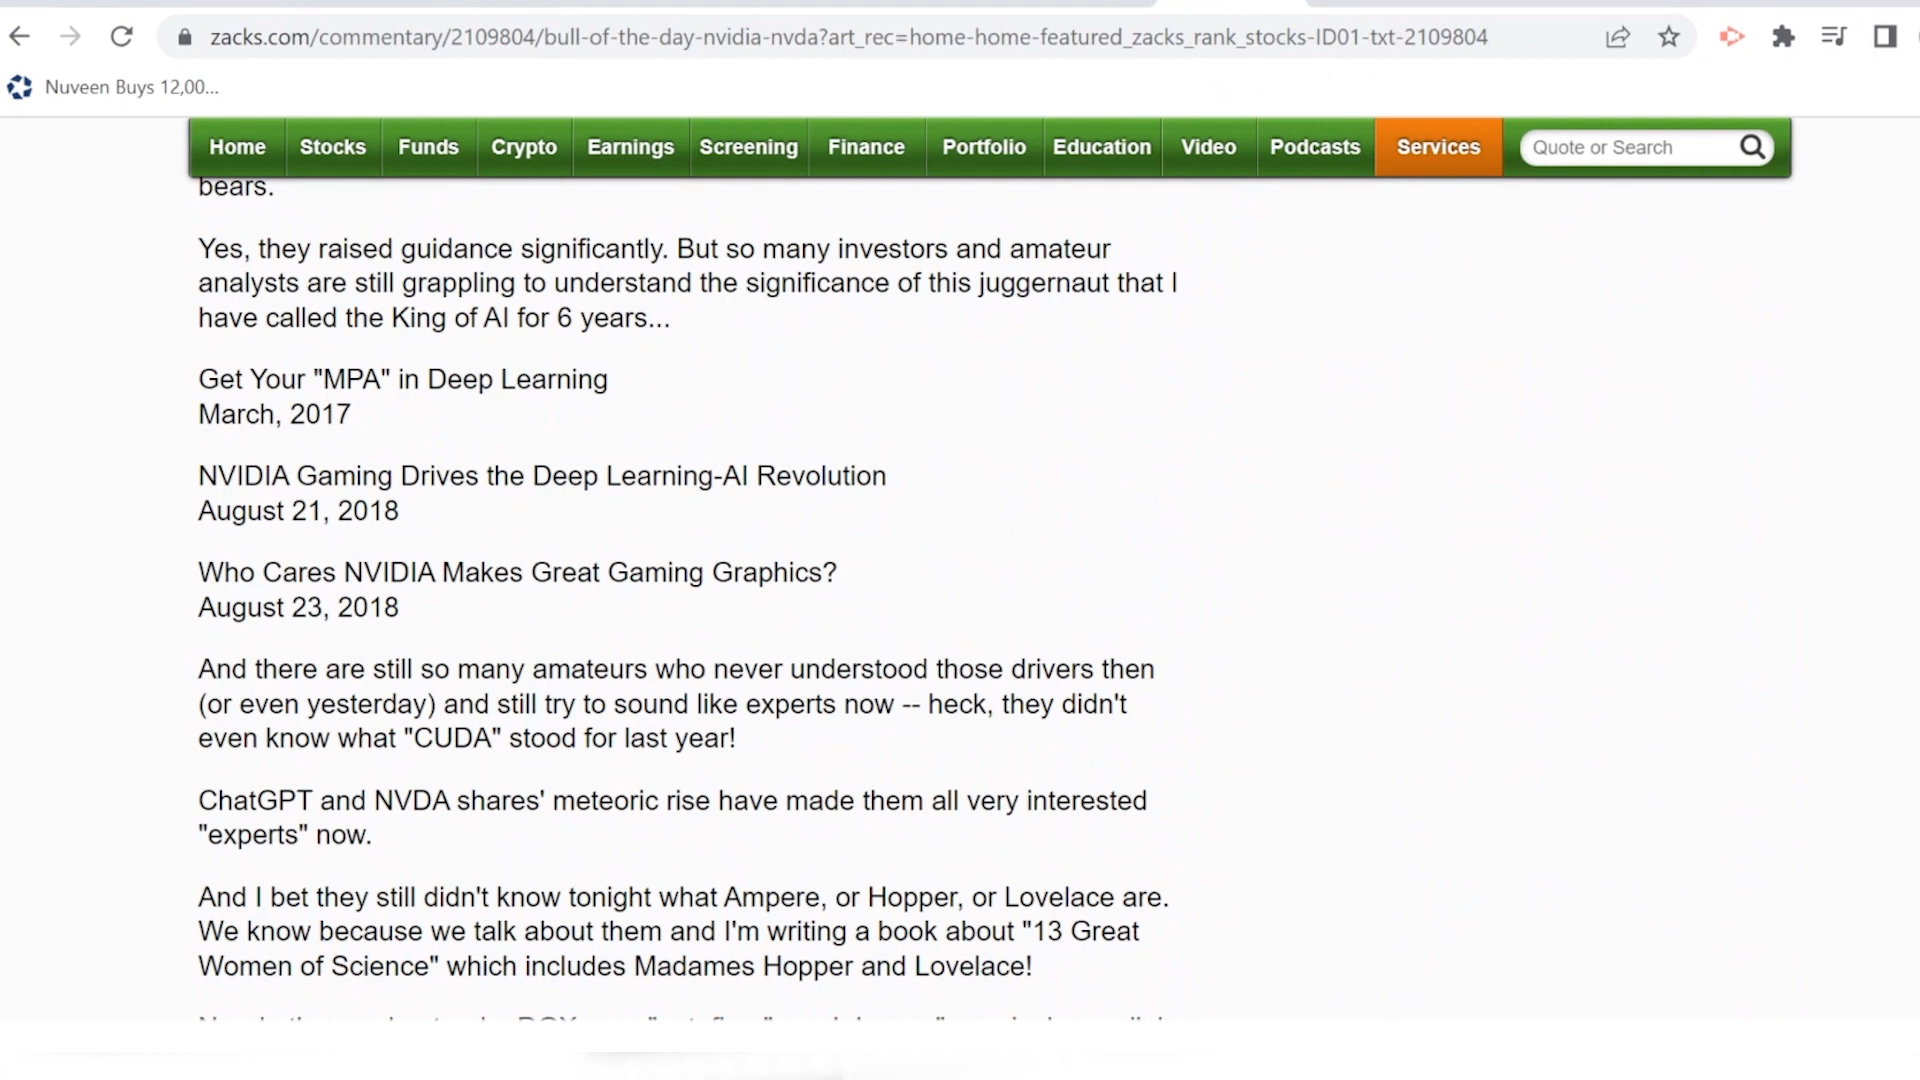 zacks.com/commentary/2109804/bull-of-the-day-nvidia-nvda?art_rec=home-home-featured_zacks_rank_stocks-ID01-txt-2109804
Nuveen Buys 12,00...
Home Stocks Funds Crypto Earnings Screening Finance Portfolio Education Video Podcasts Services Quote or Search
bears.
Yes, they raised guidance significantly. But so many investors and amateur
analysts are still grappling to understand the significance of this juggernaut that I
have called the King of AI for 6 years...
Get Your "MPA" in Deep Learning
March, 2017
NVIDIA Gaming Drives the Deep Learning-AI Revolution
August 21, 2018
Who Cares NVIDIA Makes Great Gaming Graphics?
August 23, 2018
And there are still so many amateurs who never understood those drivers then
(or even yesterday) and still try to sound like experts now -- heck, they didn't
even know what "CUDA" stood for last year!
ChatGPT and NVDA shares' meteoric rise have made them all very interested
"experts" now.
And I bet they still didn't know tonight what Ampere, or Hopper, or Lovelace are.
We know because we talk about them and I'm writing a book about "13 Great
Women of Science" which includes Madames Hopper and Lovelace!